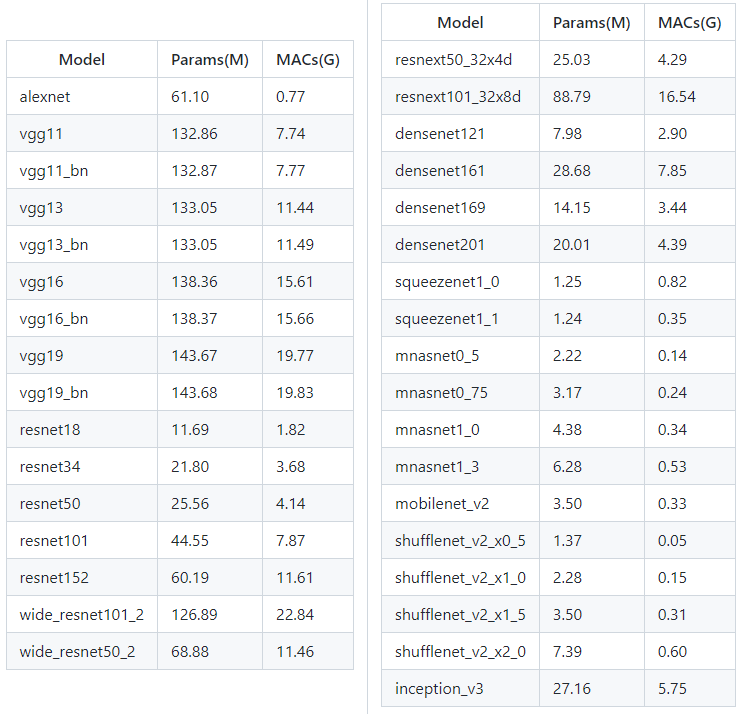 Model Params(M) MACs(G)
alexnet 61.10 0.77
vgg11 132.86 7.74
vgg11_bn 132.87 7.77
vgg13 133.05 11.44
vgg13_bn 133.05 11.49
vgg16 138.36 15.61
vgg16_bn 138.37 15.66
vgg19 143.67 19.77
vgg19_bn 143.68 19.83
resnet18 11.69 1.82
resnet34 21.80 3.68
resnet50 25.56 4.14
resnet101 44.55 7.87
resnet152 60.19 11.61
wide_resnet101_2 126.89 22.84
wide_resnet50_2 68.88 11.46
Model Params(M) MACs(G)
resnext50_32x4d 25.03 4.29
resnext101_32x8d 88.79 16.54
densenet121 7.98 2.90
densenet161 28.68 7.85
densenet169 14.15 3.44
densenet201 20.01 4.39
squeezenet1_0 1.25 0.82
squeezenet1_1 1.24 0.35
mnasnet0_5 2.22 0.14
mnasnet0_75 3.17 0.24
mnasnet1_0 4.38 0.34
mnasnet1_3 6.28 0.53
mobilenet_v2 3.50 0.33
shufflenet_v2_x0_5 1.37 0.05
shufflenet_v2_x1_0 2.28 0.15
shufflenet_v2_x1_5 3.50 0.31
shufflenet_v2_x2_0 7.39 0.60
inception_v3 27.16 5.75